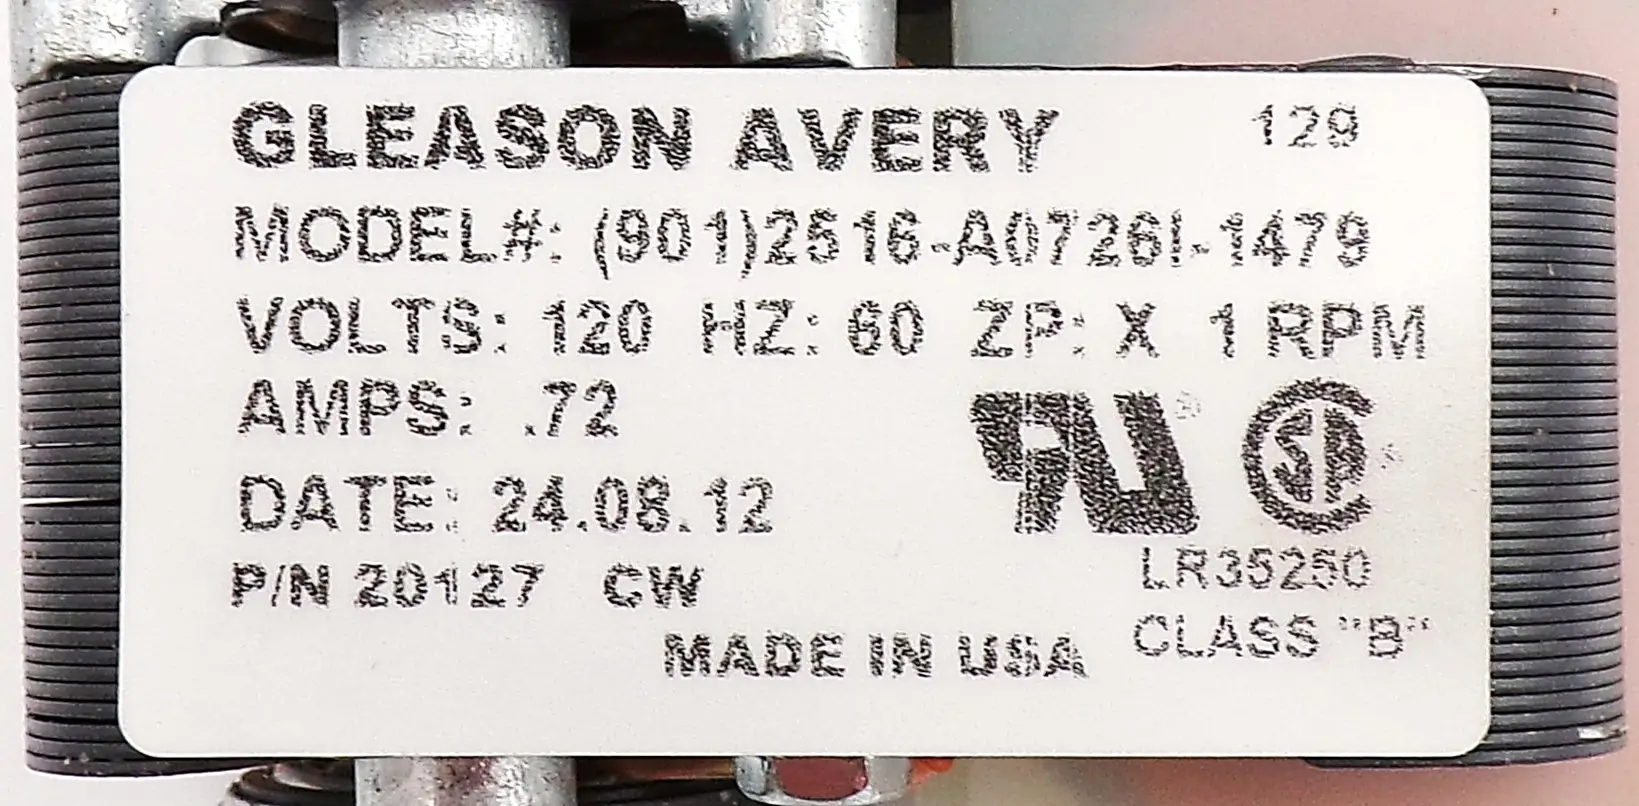 GLEASON AVERY 129
MODEL#: (901)2516-A0726I-1479
VOLTS: 120 HZ: 60 ZP: X 1 RPM
AMPS: .72
DATE: 24.08.12
P/N 20127 CW
LR35250
CLASS "B"
MADE IN USA